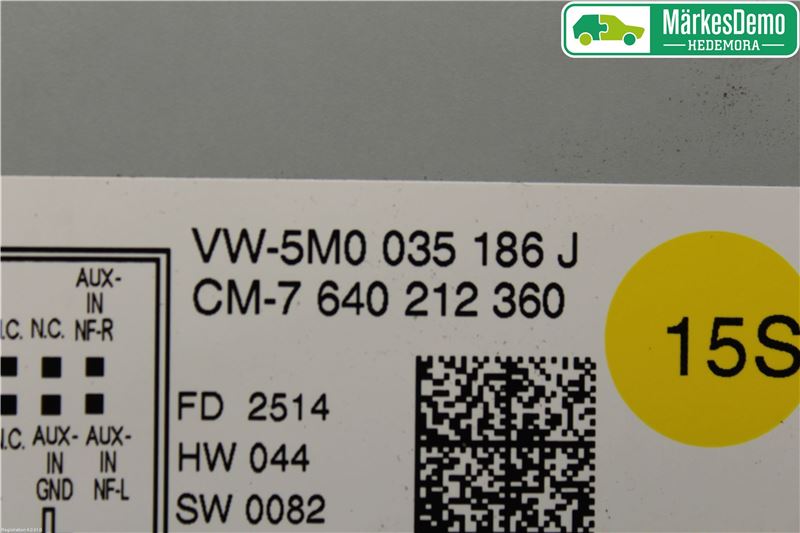 MärkesDemo
HEDEMORA
VW-5M0 035 186 J
CM-7 640 212 360
15S
AUX-
IN
N.C. NF-R
AUX- AUX-
IN IN
GND NF-L
FD 2514
HW 044
SW 0082